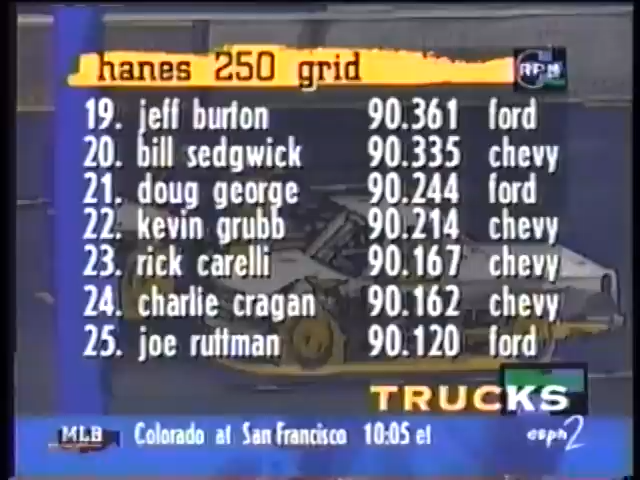 hanes 250 grid RPM
19. jeff burton 90.361 ford
20. bill sedgwick 90.335 chevy
21. doug george 90.244 ford
22. kevin grubb 90.214 chevy
23. rick carelli 90.167 chevy
24. charlie cragan 90.162 chevy
25. joe ruttman 90.120 ford
TRUCKS
MLB Colorado at San Francisco 10:05 et espn2